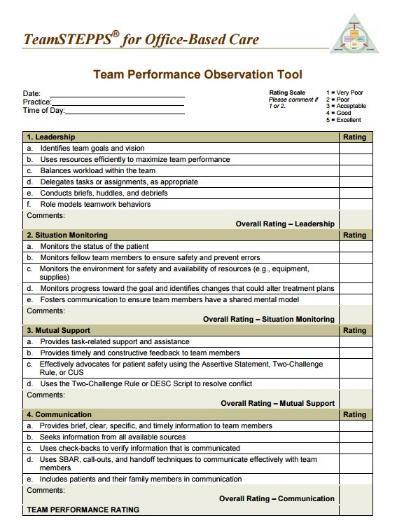 TeamSTEPPS® for Office-Based Care
Team Performance Observation Tool
Date:
Practice:
Time of Day:
Rating Scale
Please comment if
1 or 2.
1 = Very Poor
2 = Poor
3 = Acceptable
4 = Good
5 = Excellent
1. Leadership Rating
a. Identifies team goals and vision
b. Uses resources efficiently to maximize team performance
c. Balances workload within the team
d. Delegates tasks or assignments, as appropriate
e. Conducts briefs, huddles, and debriefs
f. Role models teamwork behaviors
Comments:
Overall Rating – Leadership
2. Situation Monitoring Rating
a. Monitors the status of the patient
b. Monitors fellow team members to ensure safety and prevent errors
c. Monitors the environment for safety and availability of resources (e.g., equipment,
supplies)
d. Monitors progress toward the goal and identifies changes that could alter treatment plans
e. Fosters communication to ensure team members have a shared mental model
Comments:
Overall Rating – Situation Monitoring
3. Mutual Support Rating
a. Provides task-related support and assistance
b. Provides timely and constructive feedback to team members
c. Effectively advocates for patient safety using the Assertive Statement, Two-Challenge
Rule, or CUS
d. Uses the Two-Challenge Rule or DESC Script to resolve conflict
Comments:
Overall Rating – Mutual Support
4. Communication Rating
a. Provides brief, clear, specific, and timely information to team members
b. Seeks information from all available sources
c. Uses check-backs to verify information that is communicated
d. Uses SBAR, call-outs, and handoff techniques to communicate effectively with team
members
e. Includes patients and their family members in communication
Comments:
Overall Rating – Communication
TEAM PERFORMANCE RATING